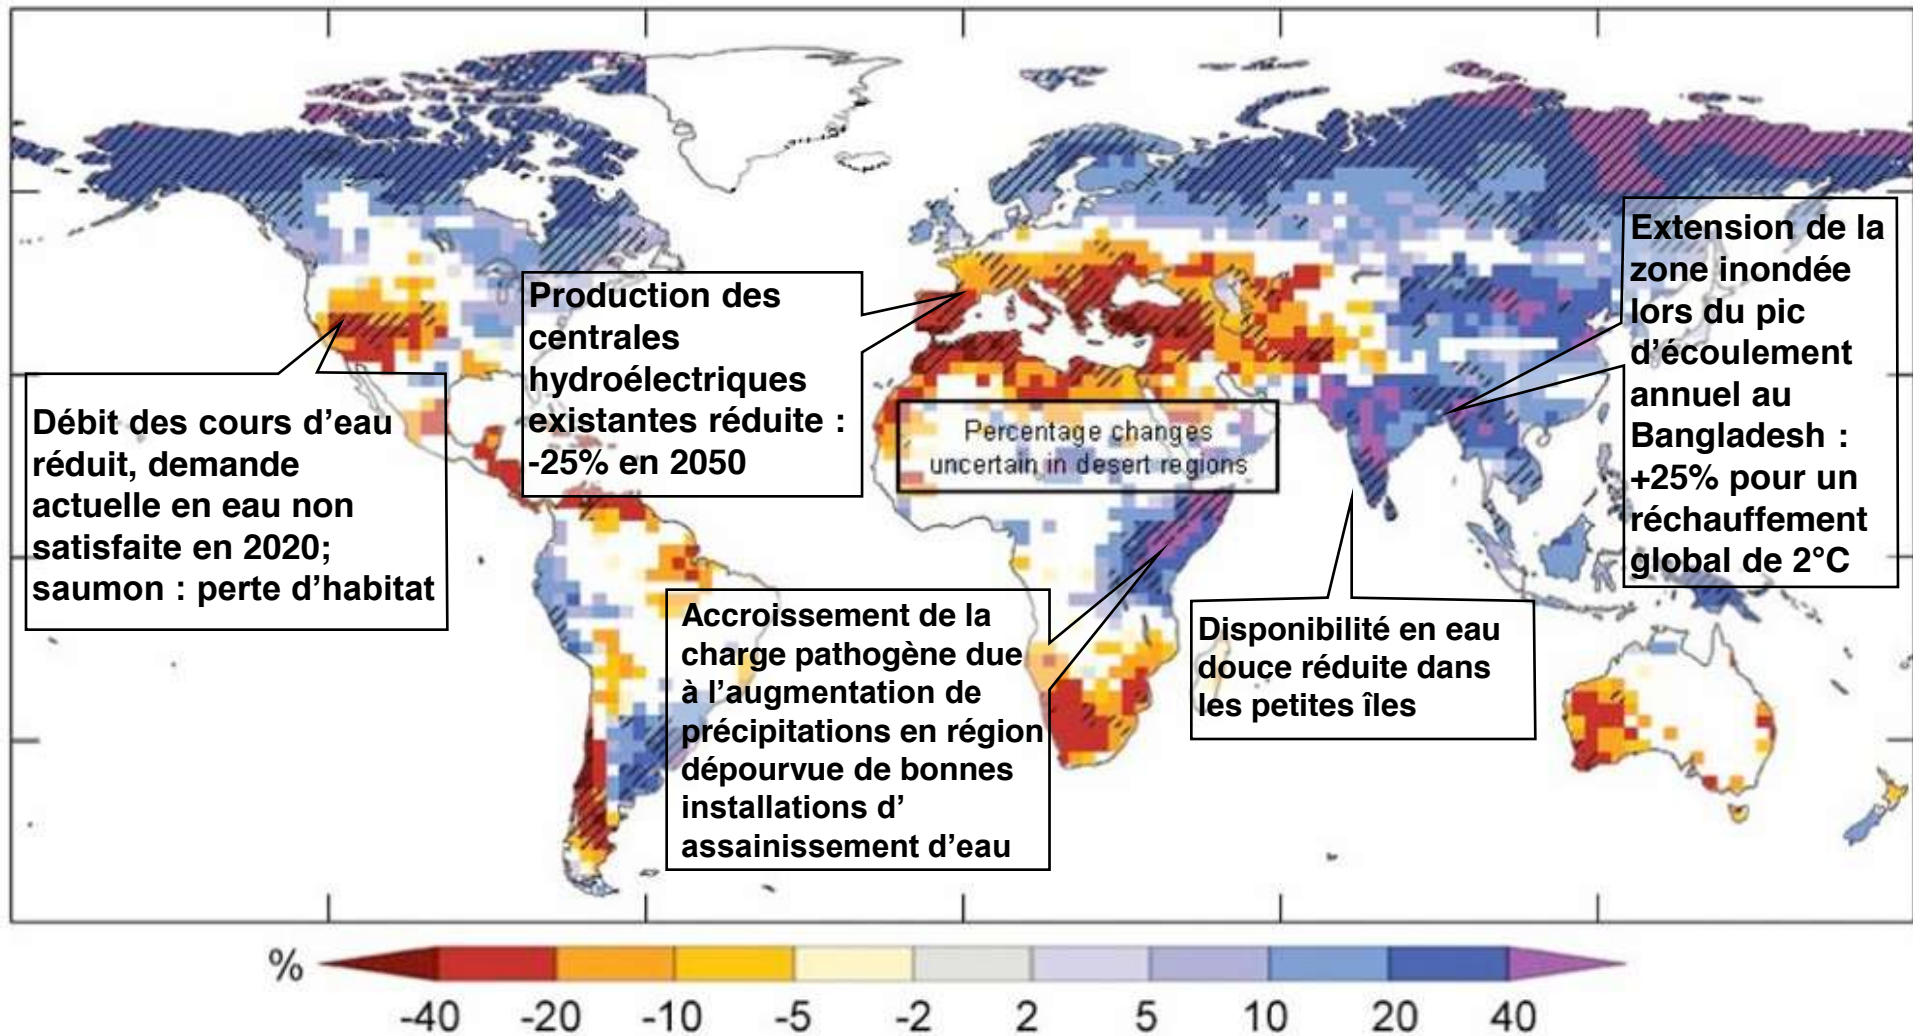 Extension de la
zone inondée
lors du pic
d’écoulement
annuel au
Bangladesh :
+25% pour un
réchauffement
global de 2°C
Production des
centrales
hydroélectriques
existantes réduite :
-25% en 2050
Débit des cours d’eau
réduit, demande
actuelle en eau non
satisfaite en 2020;
saumon : perte d’habitat
Percentage changes
uncertain in desert regions
Accroissement de la
charge pathogène due
à l’augmentation de
précipitations en région
dépourvue de bonnes
installations d’
assainissement d’eau
Disponibilité en eau
douce réduite dans
les petites îles
%
-40 -20 -10 -5 -2 2 5 10 20 40